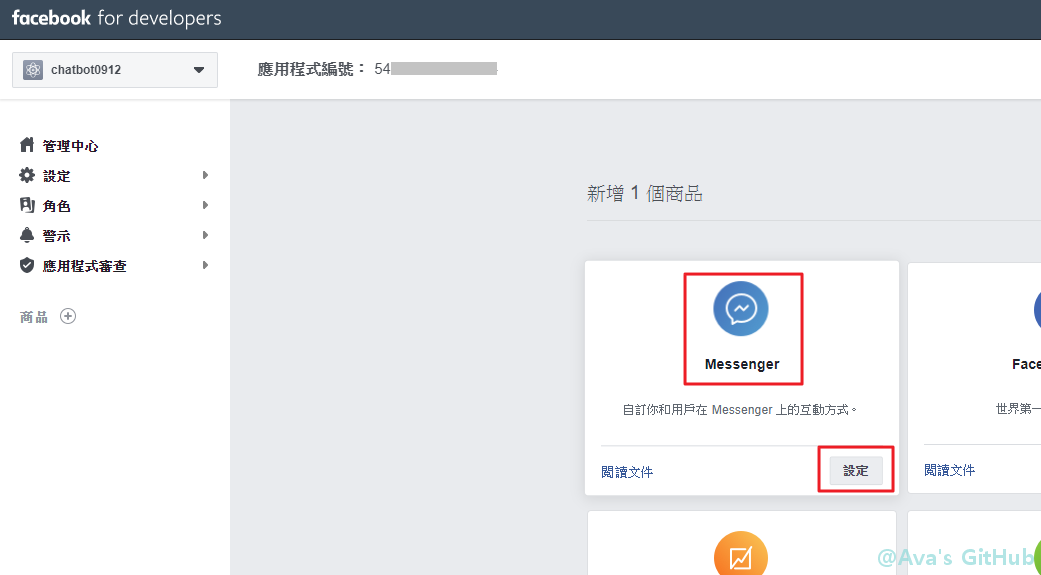 facebook for developers
chatbot0912
應用程式編號： 54
管理中心
設定
角色
警示
應用程式審查
商品
新增 1 個商品
Messenger
自訂你和用戶在 Messenger 上的互動方式。
閱讀文件
設定
Face
世界第一
閱讀文件
@Ava's GitHub